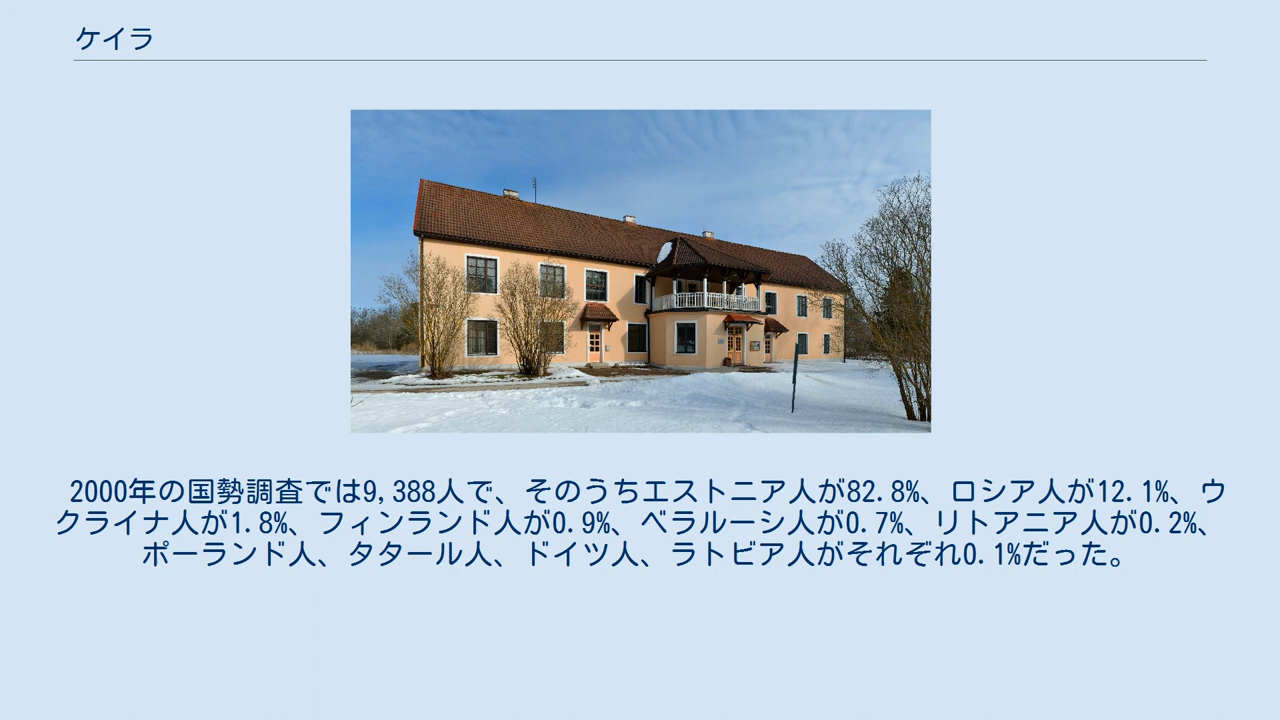 ケイラ
2000年の国勢調査では9,388人で、そのうちエストニア人が82.8%、ロシア人が12.1%、ウ
クライナ人が1.8%、フィンランド人が0.9%、ベラルーシ人が0.7%、リトアニア人が0.2%、
ポーランド人、タタール人、ドイツ人、ラトビア人がそれぞれ0.1%だった。